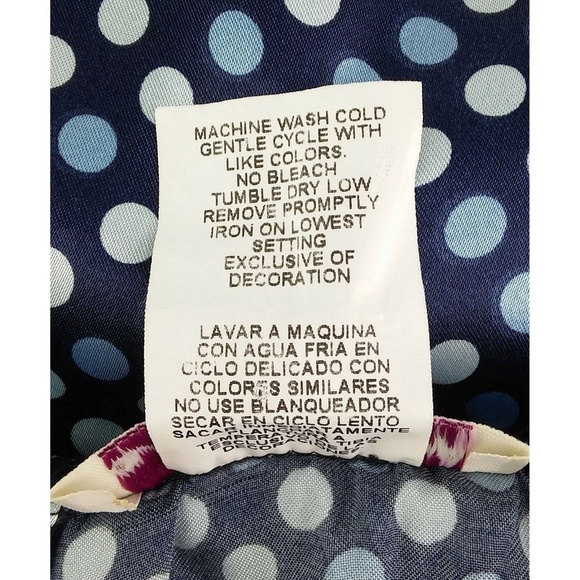 MACHINE WASH COLD
GENTLE CYCLE WITH
LIKE COLORS.
NO BLEACH
TUMBLE DRY LOW
REMOVE PROMPTLY
IRON ON LOWEST
SETTING
EXCLUSIVE OF
DECORATION
LAVAR A MAQUINA
CON AGUA FRIA EN
CICLO DELICADO CON
COLORES SIMILARES
NO USE BLANQUEADOR
SECAR EN CICLO LENTO
SACAR